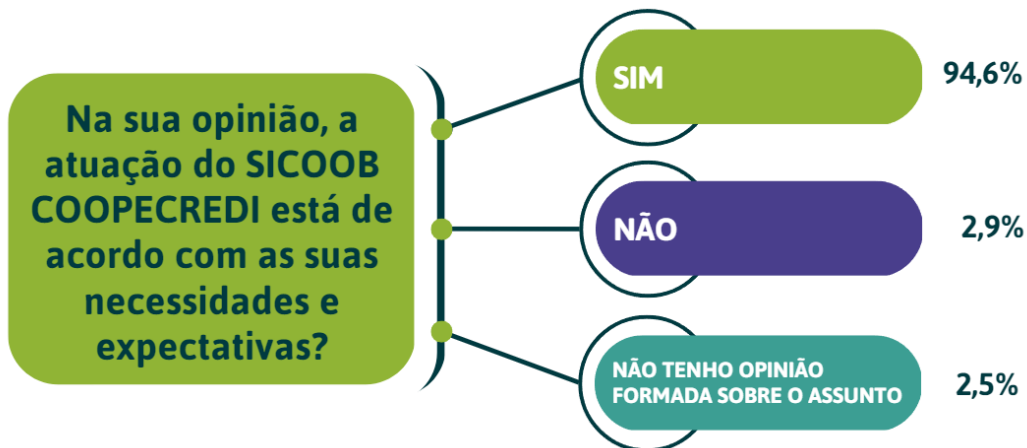 Na sua opinião, a
atuação do SICOOB
COOPECREDI está de
acordo com as suas
necessidades e
expectativas?
SIM
94,6%
NÃO
2,9%
NÃO TENHO OPINIÃO
FORMADA SOBRE O ASSUNTO
2,5%